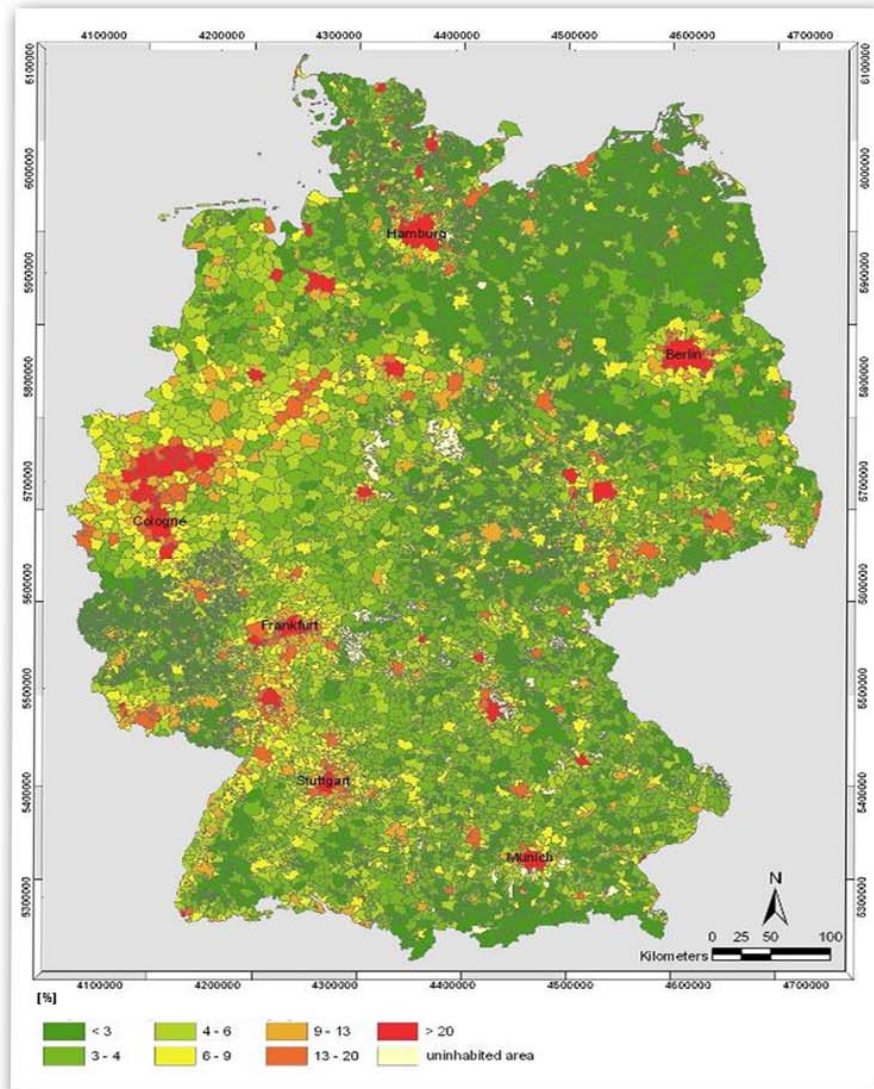 4100000 4200000 4300000 4400000 4500000 4600000 4700000
6100000 6100000
6000000 6000000
Hamburg
5900000 5900000
Berlin
5800000 5800000
5700000 5700000
Cologne
5600000 5600000
Frankfurt
5500000 5500000
Stuttgart
5400000 5400000
Munich
5300000 5300000
N
0 25 50 100
Kilometers
4100000 4200000 4300000 4400000 4500000 4600000 4700000
[%]
< 3 4 - 6 9 - 13 > 20
3 - 4 6 - 9 13 - 20 uninhabited area